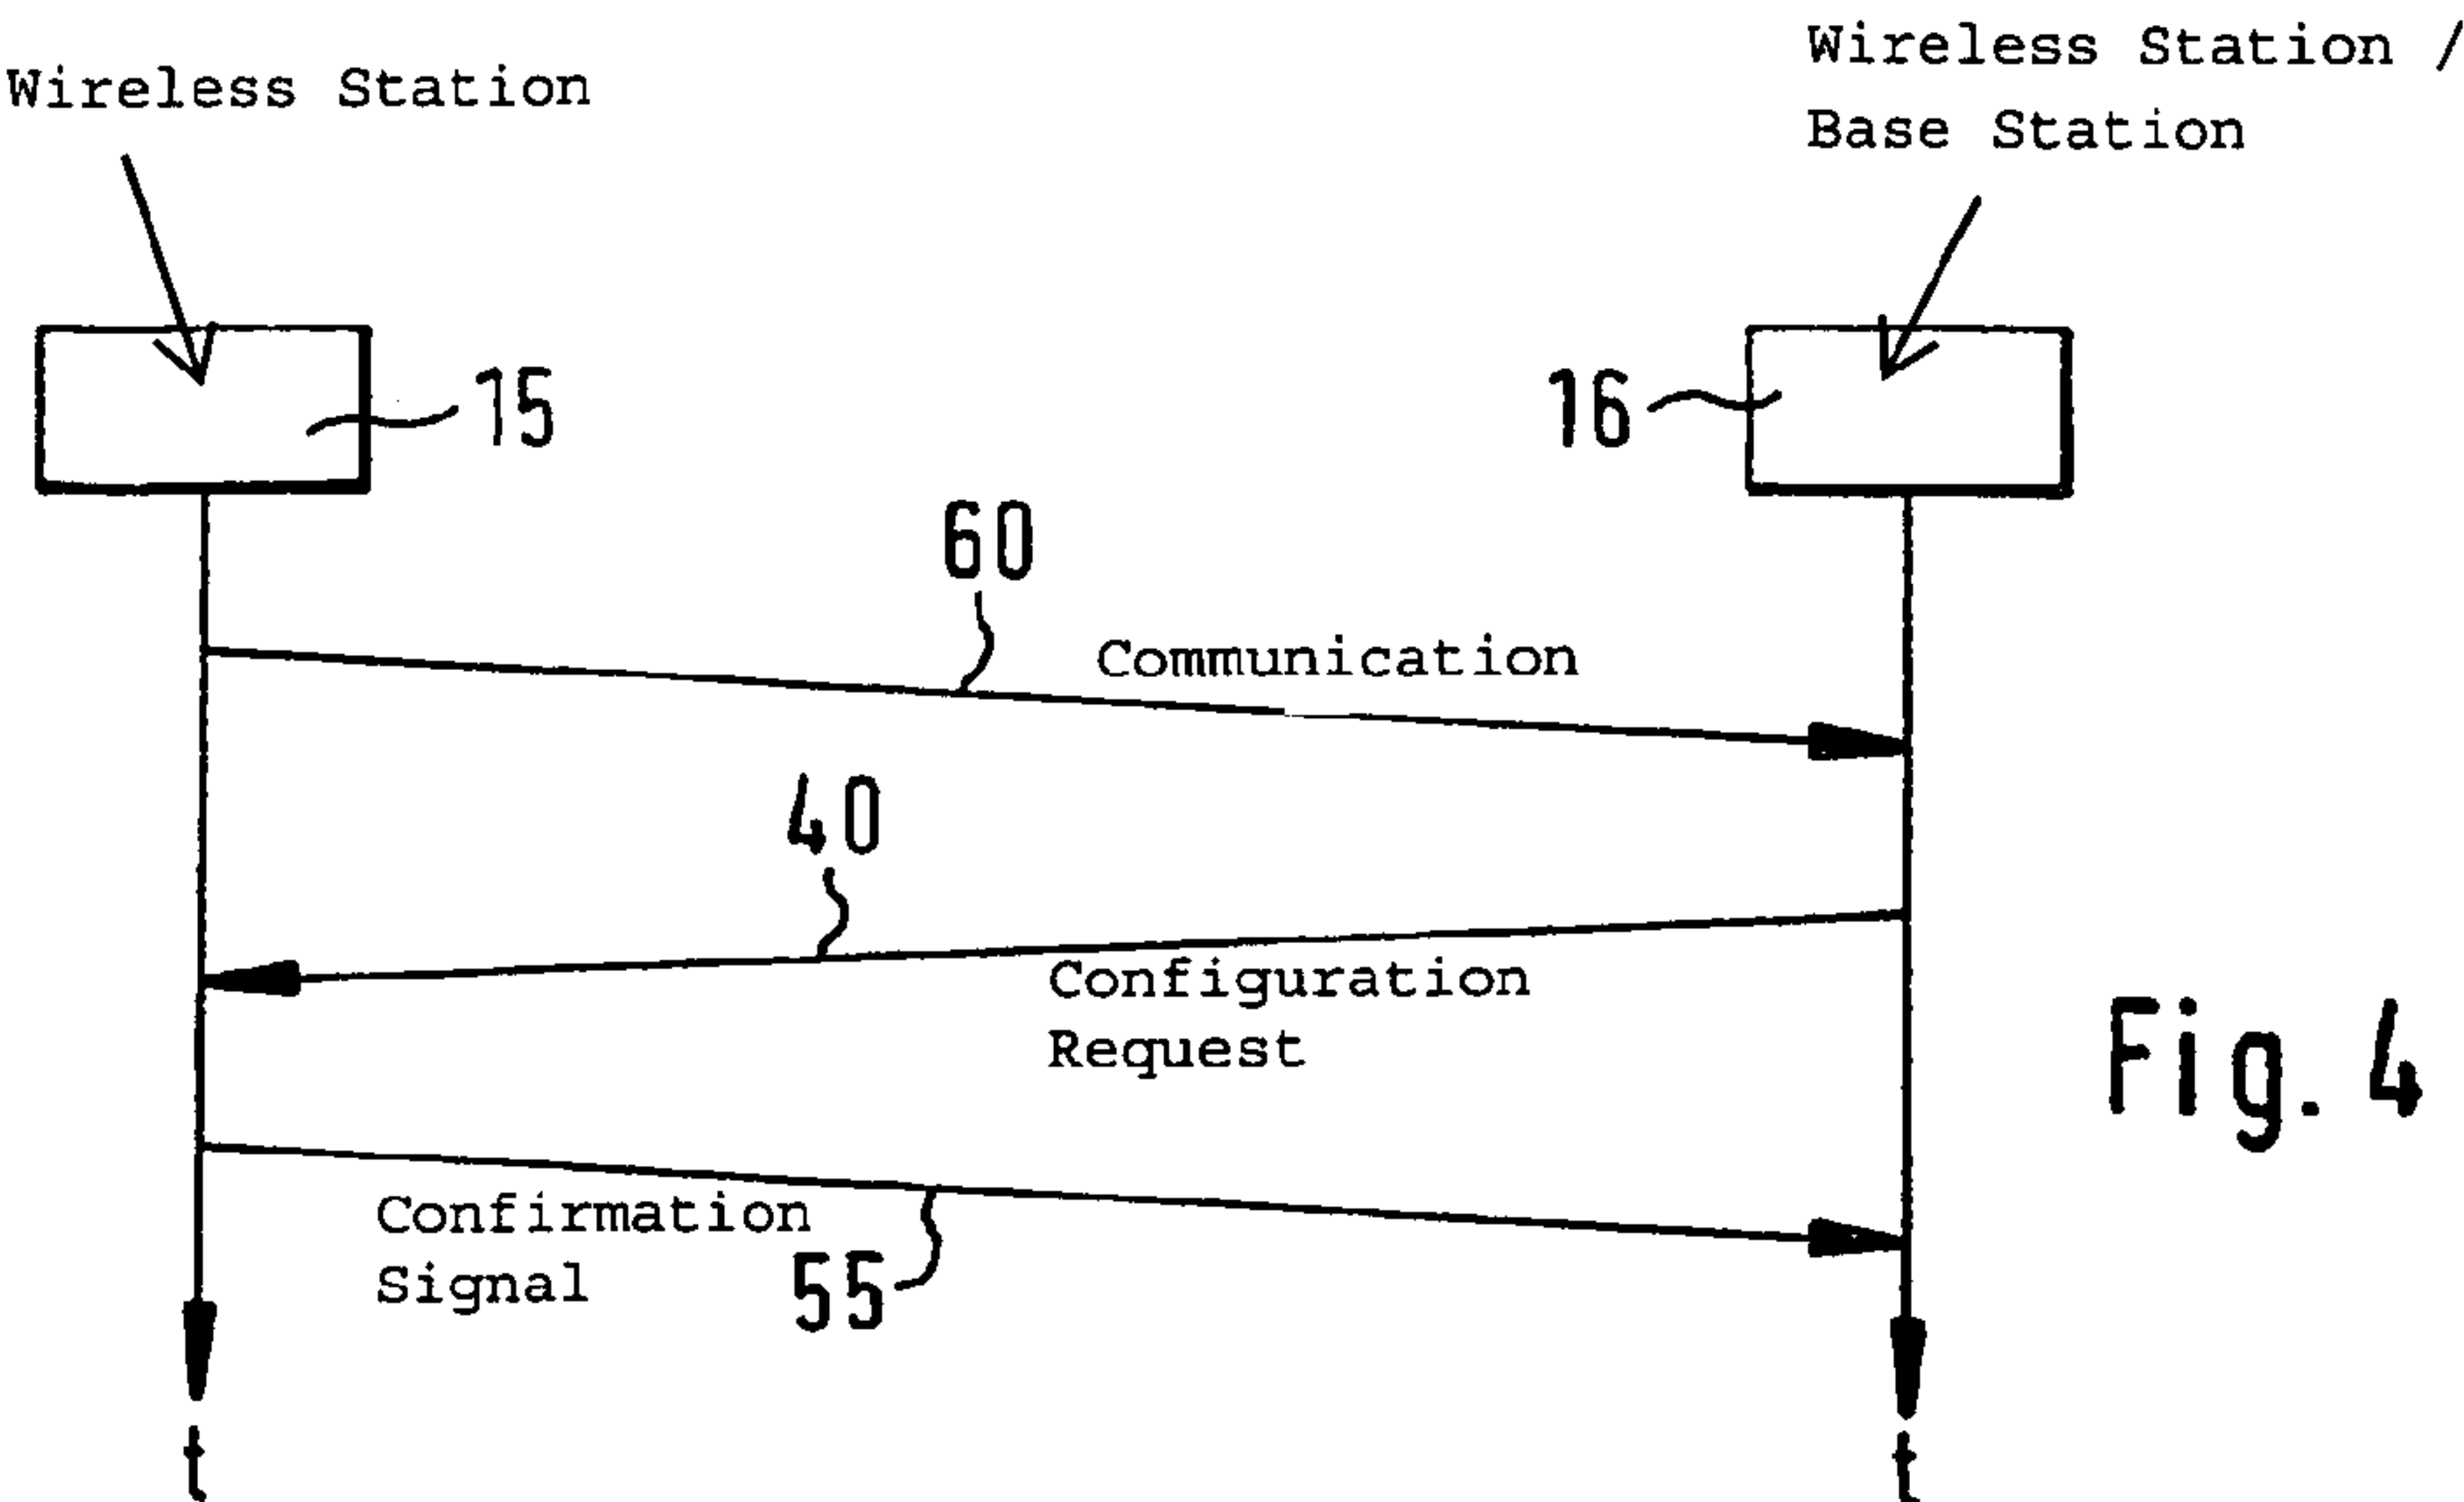 Wireless Station
Wireless Station /
Base Station
15
16
60
Communication
40
Configuration
Request
Fig. 4
Confirmation
Signal
55
t
t